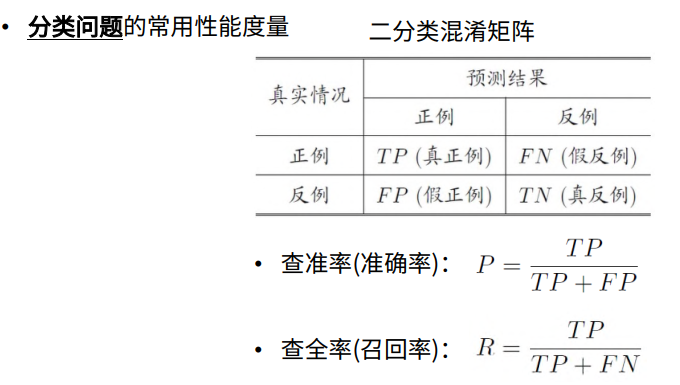 • 分类问题的常用性能度量
二分类混淆矩阵
真实情况 预测结果
正例 反例
正例 TP (真正例) FN (假反例)
反例 FP (假正例) TN (真反例)
• 查准率(准确率)： P = TP / TP + FP
• 查全率(召回率)： R = TP / TP + FN